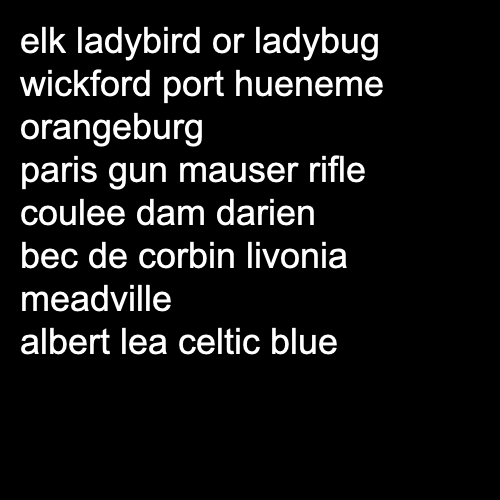 elk ladybird or ladybug
wickford port hueneme
orangeburg
paris gun mauser rifle
coulee dam darien
bec de corbin livonia
meadville
albert lea celtic blue